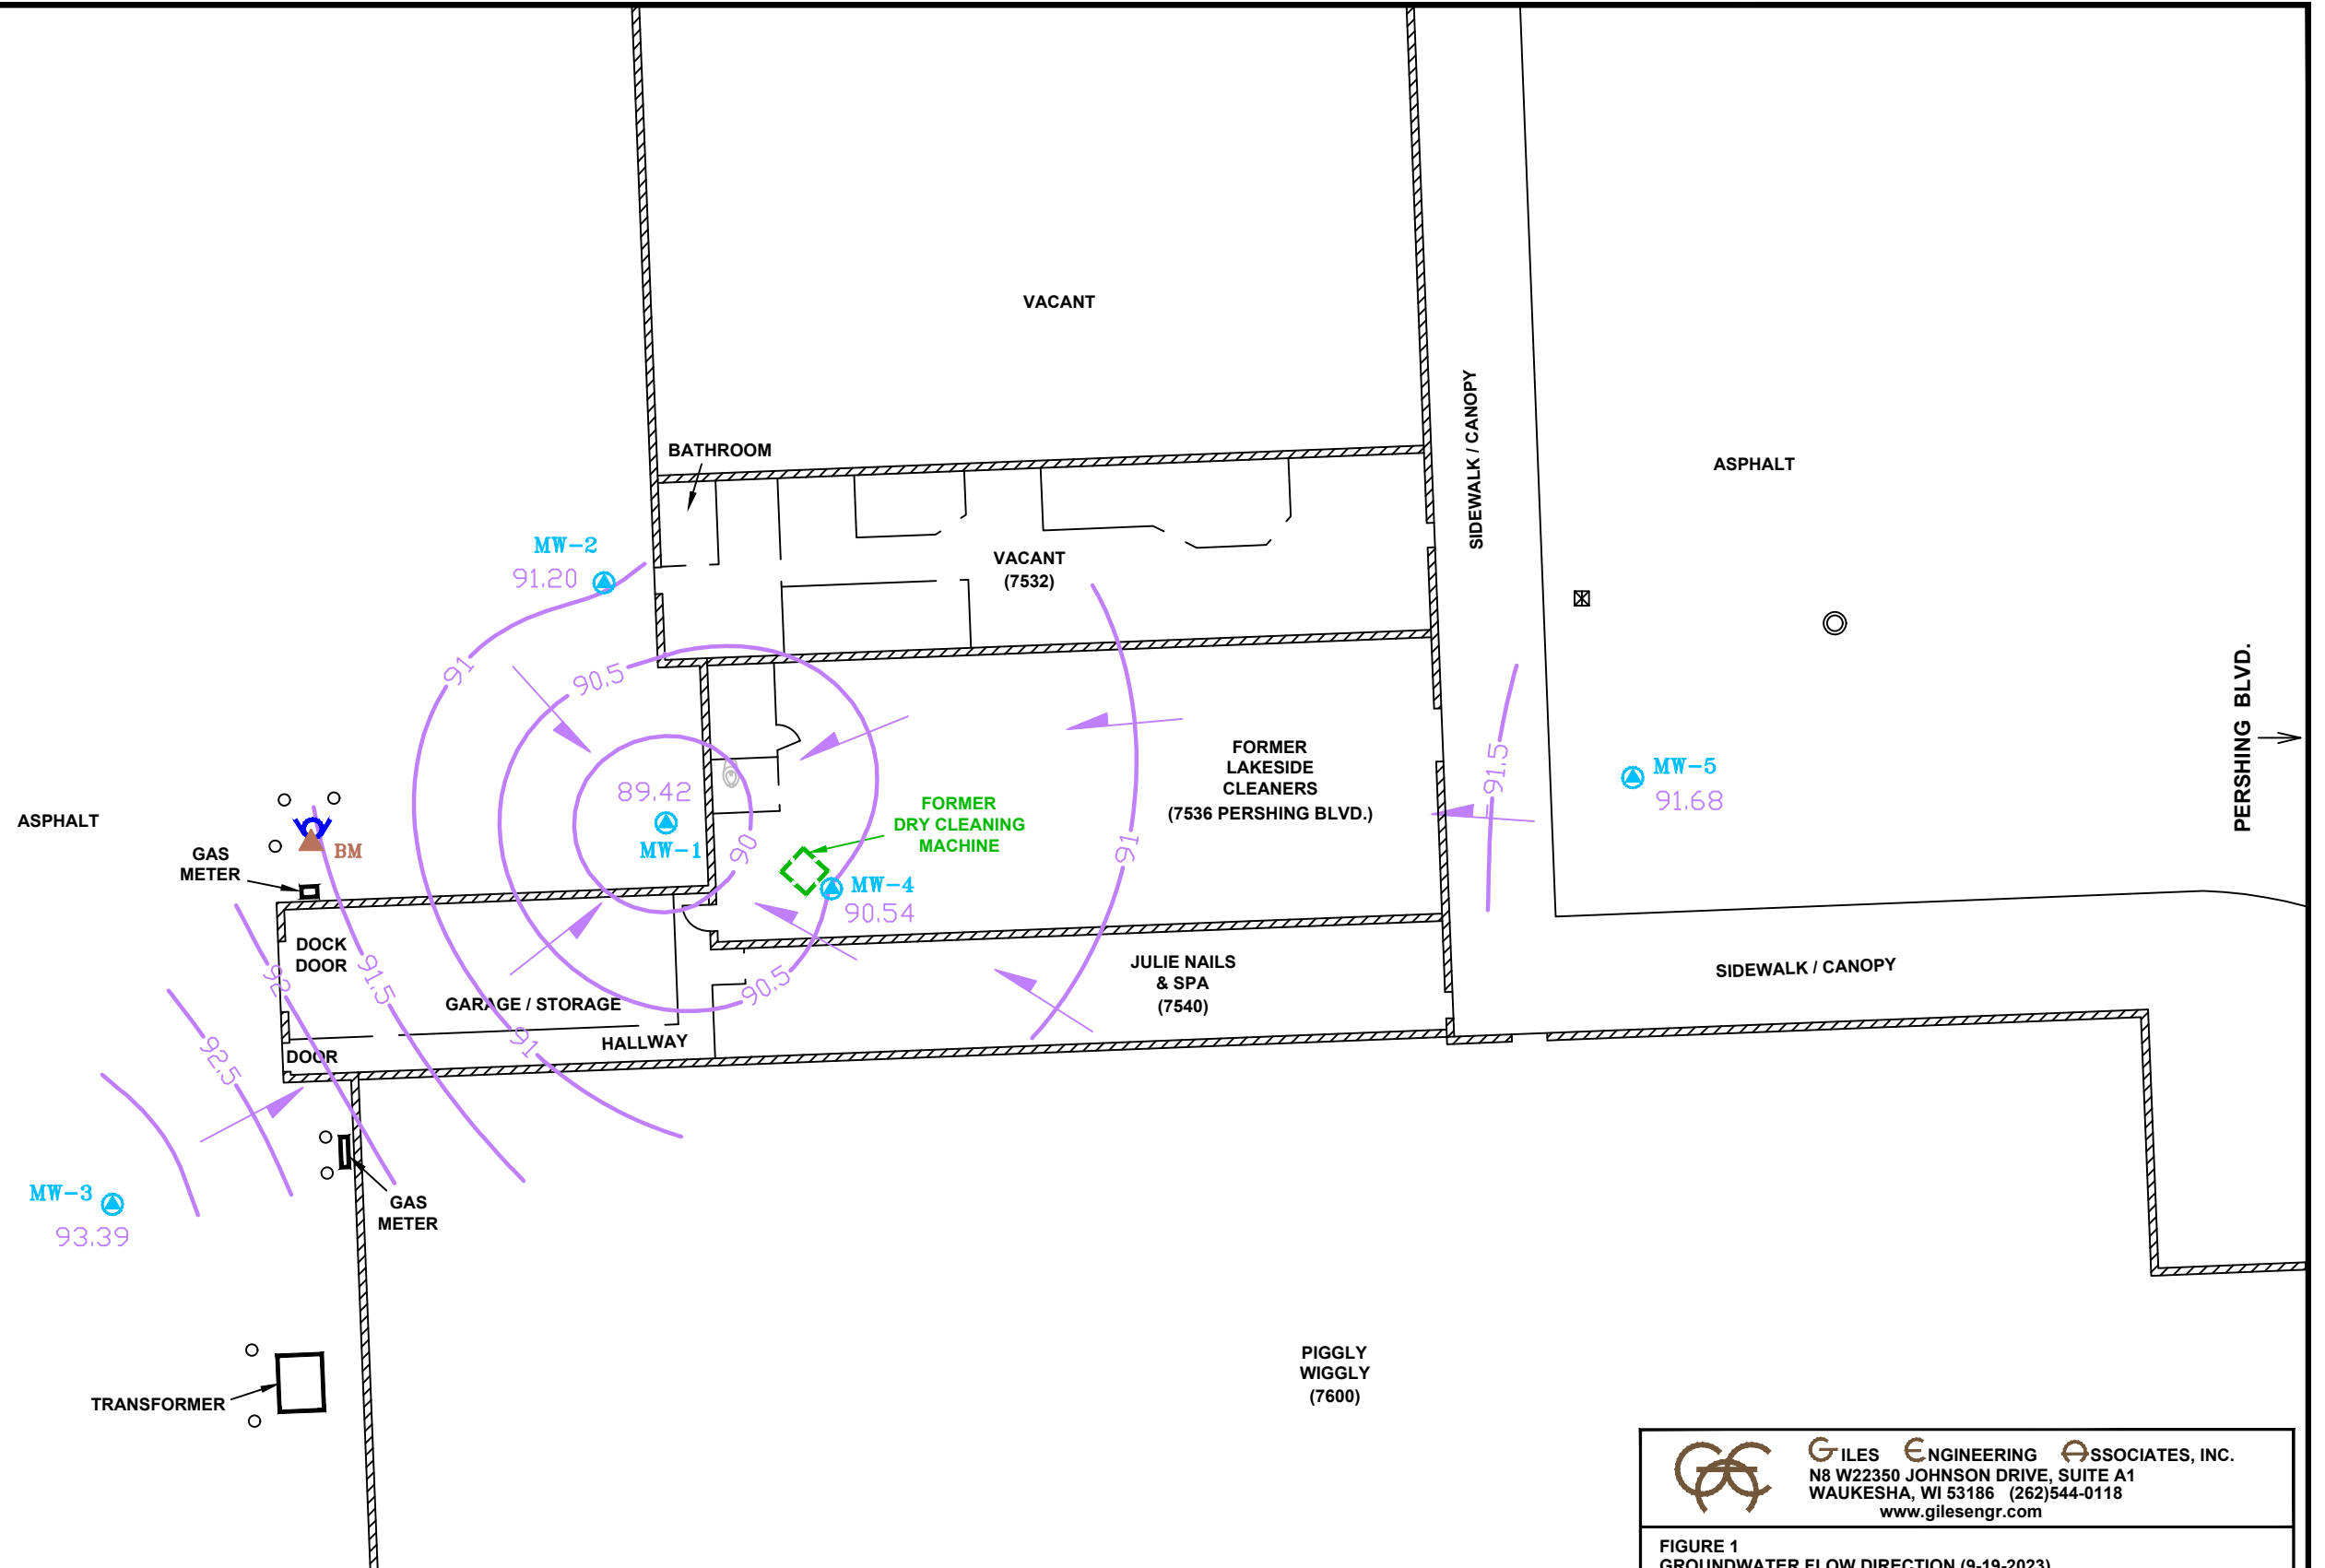 VACANT
SIDEWALK / CANOPY
BATHROOM
ASPHALT
MW-2
91.20
VACANT
(7532)
91
90.5
PERSHING BLVD.
FORMER
LAKESIDE
CLEANERS
(7536 PERSHING BLVD.)
91.5
MW-5
91.68
89.42
MW-1
90
FORMER
DRY CLEANING
MACHINE
91
ASPHALT
BM
GAS
METER
MW-4
90.54
DOCK
DOOR
92
91.5
90.5
JULIE NAILS
& SPA
(7540)
SIDEWALK / CANOPY
GARAGE / STORAGE
HALLWAY
91
DOOR
92.5
MW-3
93.39
GAS
METER
TRANSFORMER
PIGGLY
WIGGLY
(7600)
GILES ENGINEERING ASSOCIATES, INC.
N8 W22350 JOHNSON DRIVE, SUITE A1
WAUKESHA, WI 53186 (262)544-0118
www.gilesengr.com
FIGURE 1
GROUNDWATER FLOW DIRECTION (9-19-2023)